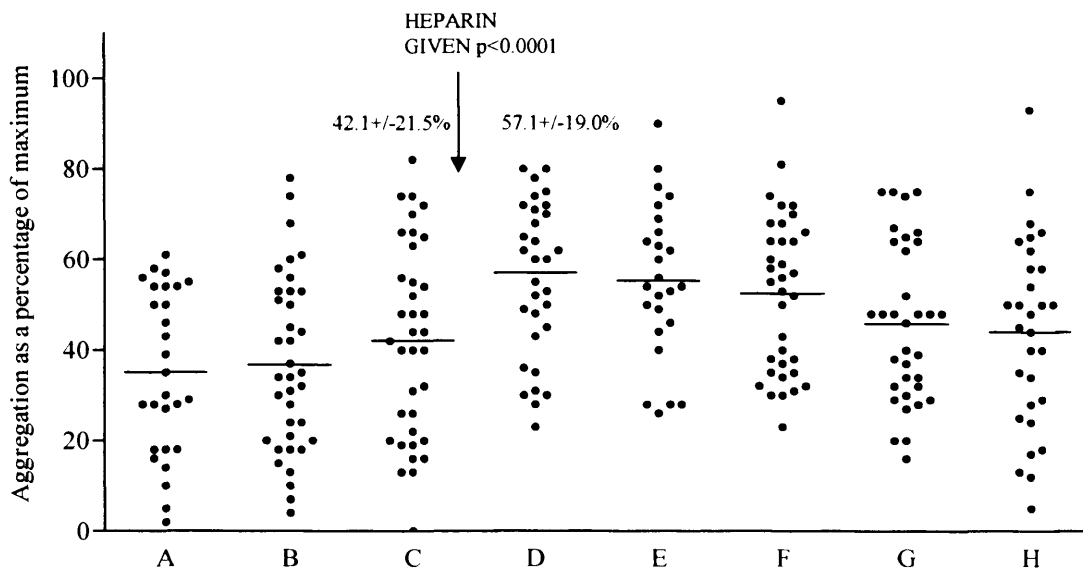 HEPARIN
GIVEN p<0.0001
42.1+/-21.5%
57.1+/-19.0%
Aggregation as a percentage of maximum
100
80
60
40
20
0
A B C D E F G H